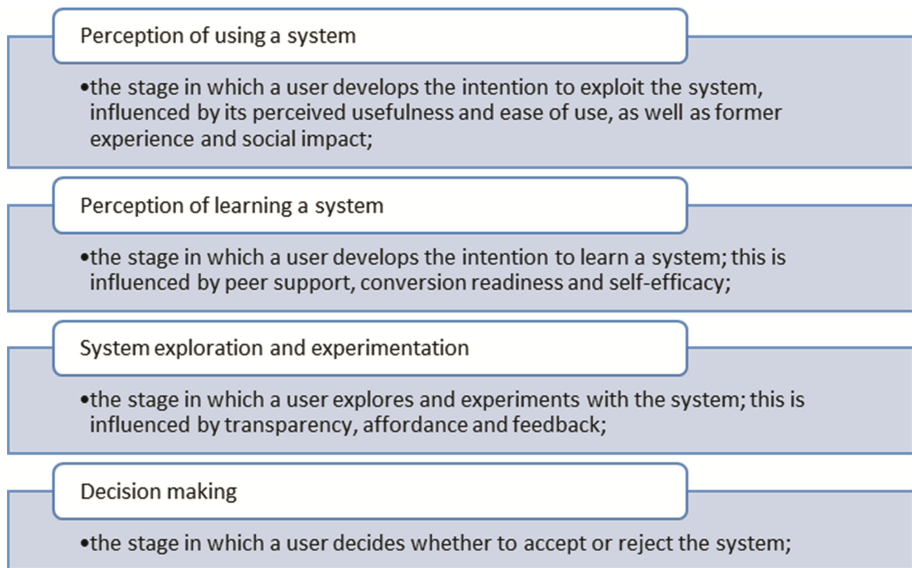 Perception of using a system
•the stage in which a user develops the intention to exploit the system,
influenced by its perceived usefulness and ease of use, as well as former
experience and social impact;
Perception of learning a system
•the stage in which a user develops the intention to learn a system; this is
influenced by peer support, conversion readiness and self-efficacy;
System exploration and experimentation
•the stage in which a user explores and experiments with the system; this is
influenced by transparency, affordance and feedback;
Decision making
•the stage in which a user decides whether to accept or reject the system;